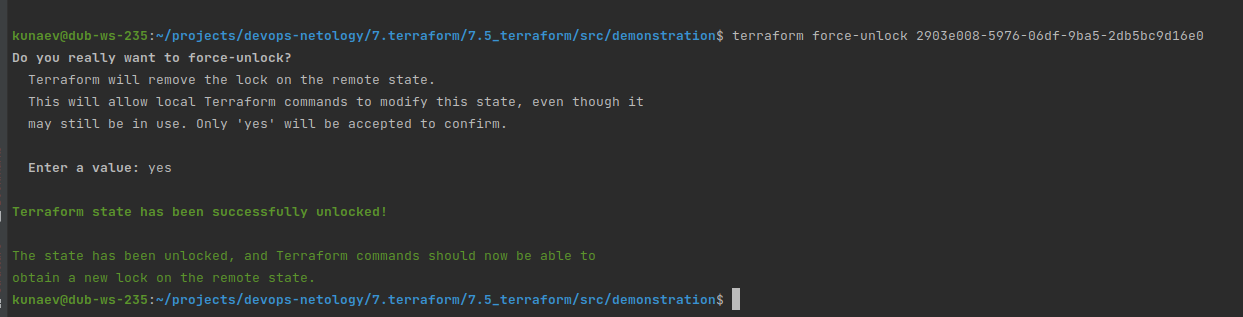 kunaev@dub-ws-235:~/projects/devops-netology/7.terraform/7.5_terraform/src/demonstration$ terraform force-unlock 2903e008-5976-06df-9ba5-2db5bc9d16e0
Do you really want to force-unlock?
  Terraform will remove the lock on the remote state.
  This will allow local Terraform commands to modify this state, even though it
  may still be in use. Only 'yes' will be accepted to confirm.

  Enter a value: yes

Terraform state has been successfully unlocked!

The state has been unlocked, and Terraform commands should now be able to
obtain a new lock on the remote state.
kunaev@dub-ws-235:~/projects/devops-netology/7.terraform/7.5_terraform/src/demonstration$